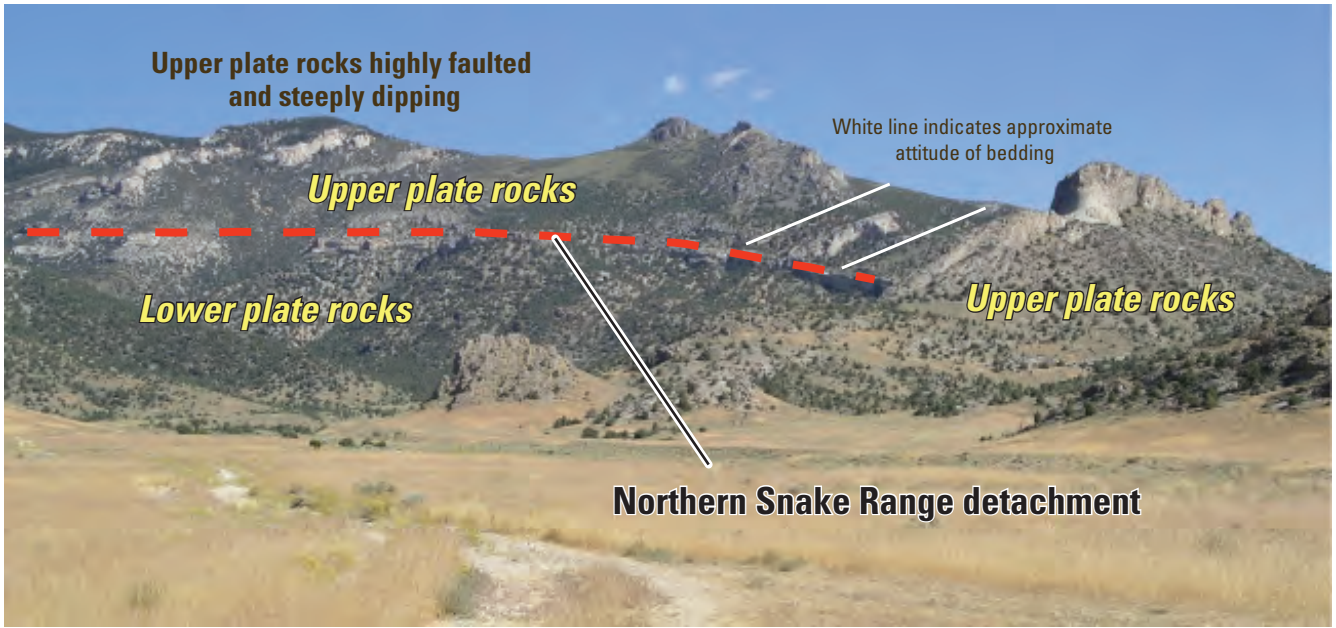 Upper plate rocks highly faulted
and steeply dipping
White line indicates approximate
attitude of bedding
Upper plate rocks
Lower plate rocks
Upper plate rocks
Northern Snake Range detachment